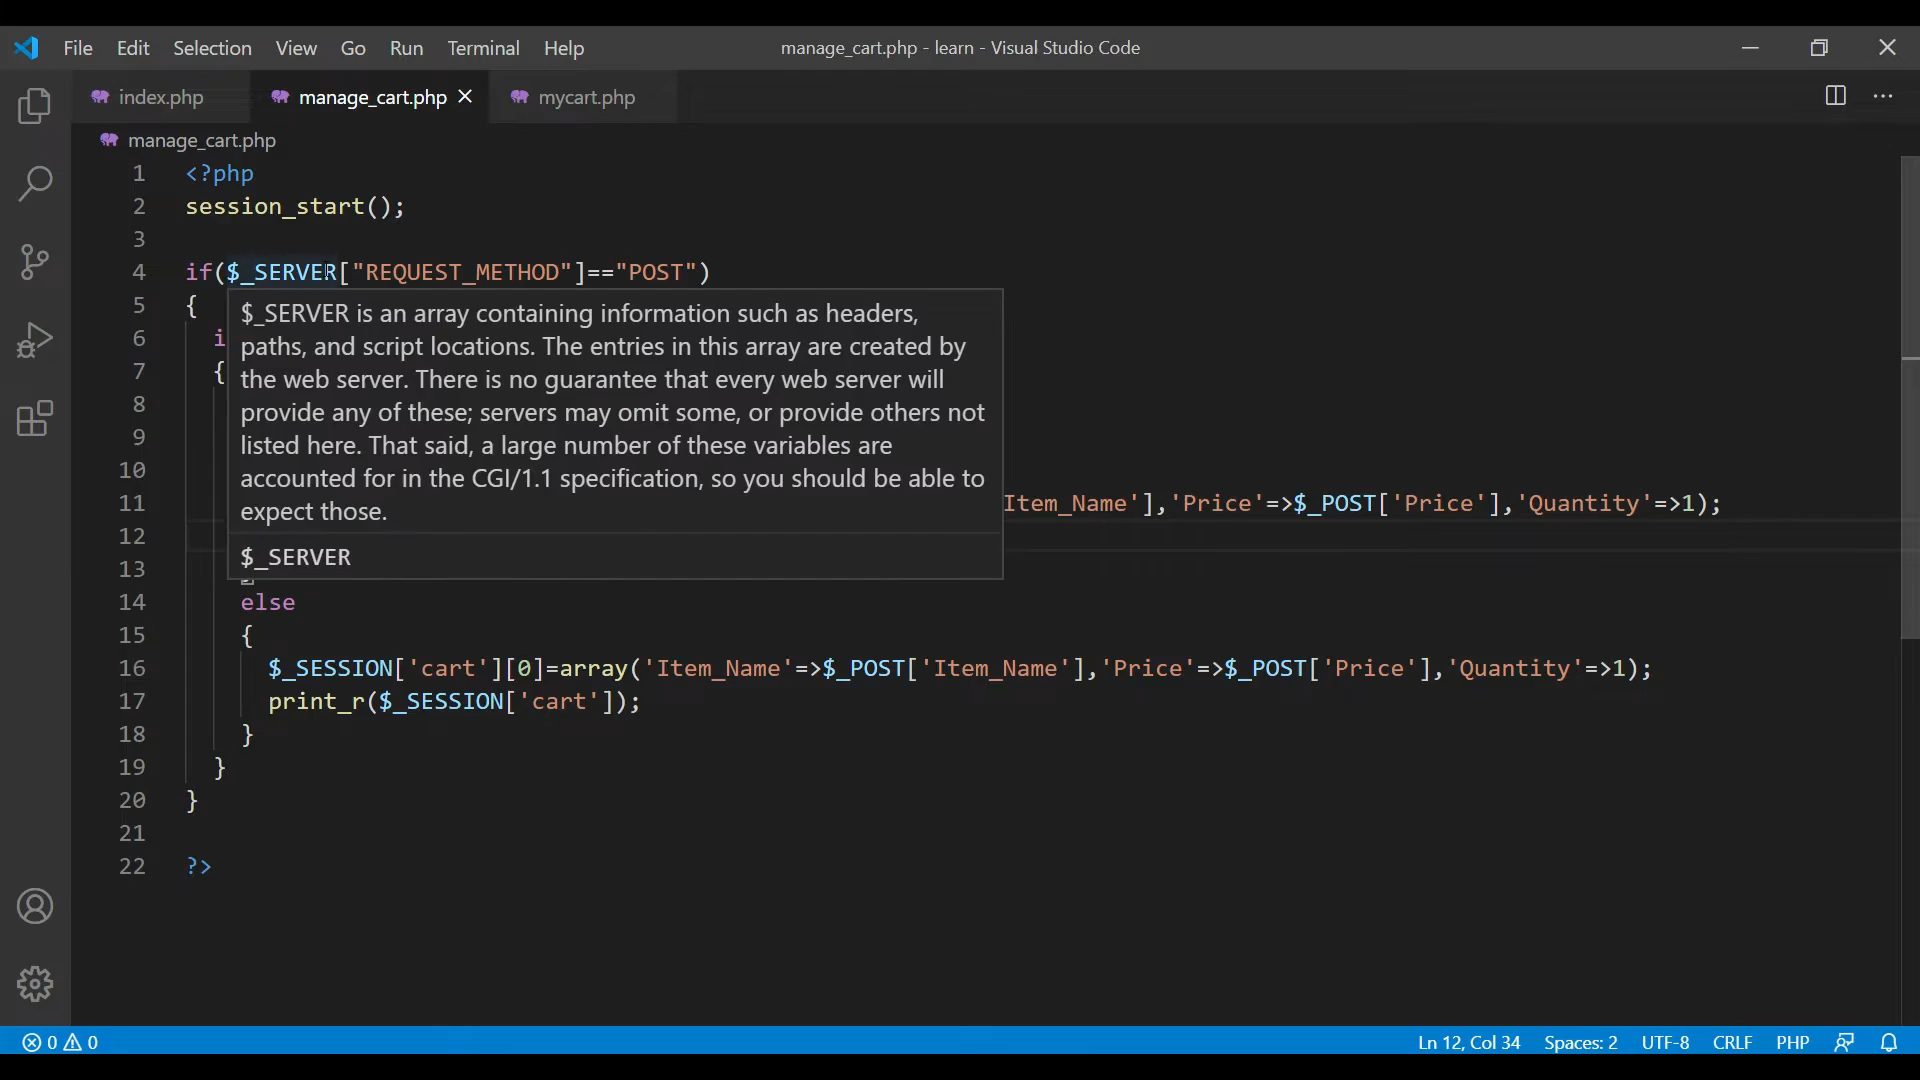 File Edit Selection View Go Run Terminal Help manage_cart.php - learn - Visual Studio Code
index.php manage_cart.php mycart.php
manage_cart.php
1 <?php
2 session_start();
3
4 if($_SERVER["REQUEST_METHOD"]=="POST")
5 {
$_SERVER is an array containing information such as headers,
6 i
paths, and script locations. The entries in this array are created by
7 {
the web server. There is no guarantee that every web server will
8
provide any of these; servers may omit some, or provide others not
9
listed here. That said, a large number of these variables are
10
accounted for in the CGI/1.1 specification, so you should be able to
11 Item_Name'],'Price'=>$_POST['Price'],'Quantity'=>1);
expect those.
12
$_SERVER
13 }
14 else
15 {
16 $_SESSION['cart'][0]=array('Item_Name'=>$_POST['Item_Name'],'Price'=>$_POST['Price'],'Quantity'=>1);
17 print_r($_SESSION['cart']);
18 }
19 }
20 }
21
22 ?>
0 0 Ln 12, Col 34 Spaces: 2 UTF-8 CRLF PHP